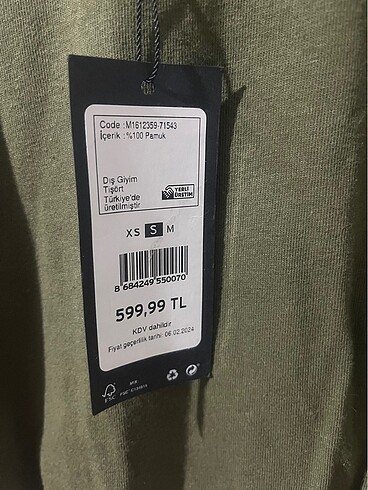 Code : M1612359-71543
İçerik : %100 Pamuk
Dış Giyim
Tişört
Türkiye'de
üretilmiştir
YERLİ
ÜRETİM
XS S M
8 684249 550070
599,99 TL
KDV dahildir
Fiyat geçerlilik tarihi: 06.02.2024
FSC